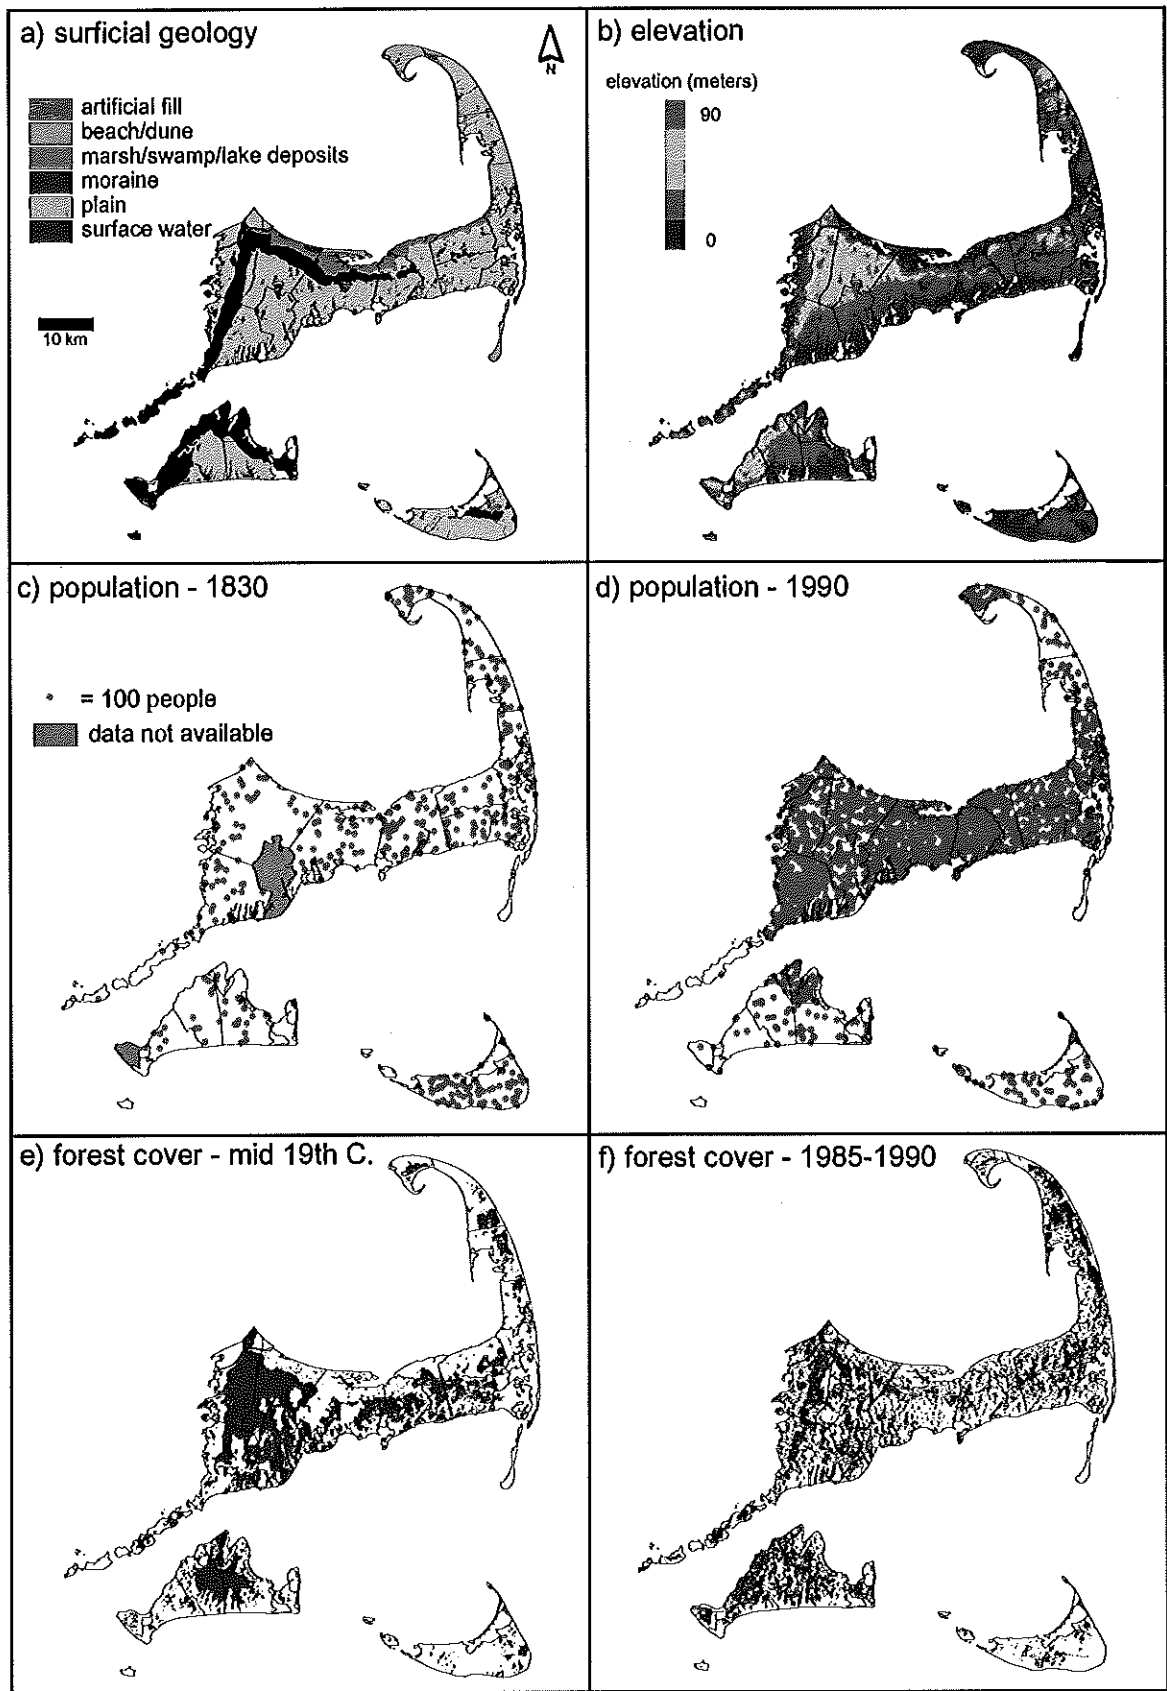 a) surficial geology
N
artificial fill
beach/dune
marsh/swamp/lake deposits
moraine
plain
surface water
10 km
b) elevation
elevation (meters)
90
0
c) population - 1830
= 100 people
data not available
d) population - 1990
e) forest cover - mid 19th C.
f) forest cover - 1985-1990